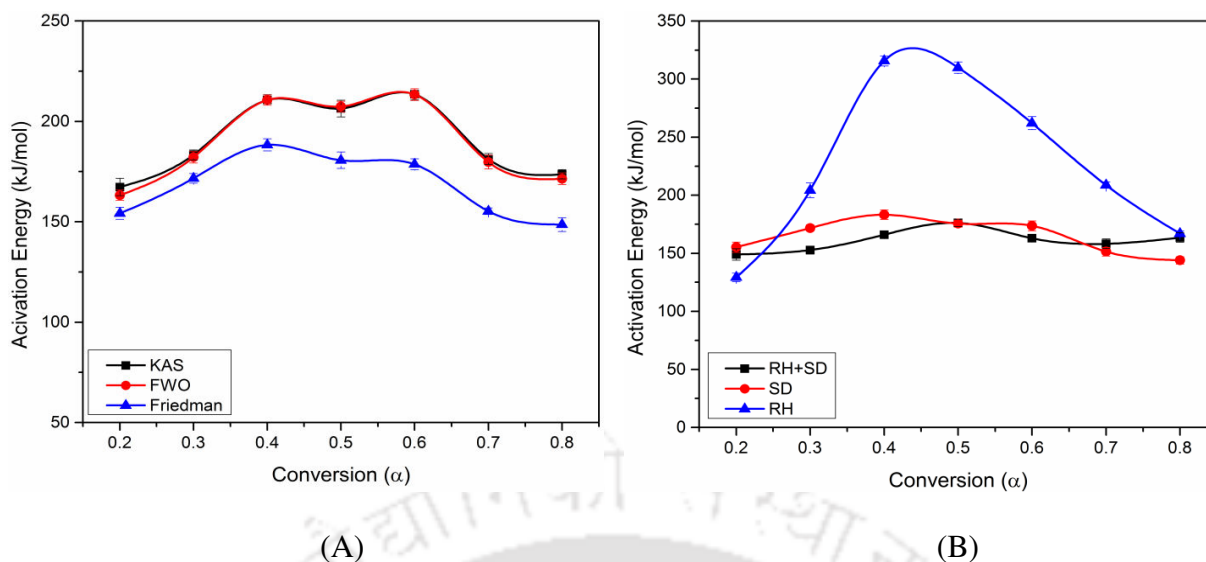 250
200
150
100
50
Acivation Energy (kJ/mol)
KAS
FWO
Friedman
0.2 0.3 0.4 0.5 0.6 0.7 0.8
Conversion (α)
(A)
350
300
250
200
150
100
50
0
Activation Energy (kJ/mol)
RH+SD
SD
RH
0.2 0.3 0.4 0.5 0.6 0.7 0.8
Conversion (α)
(B)